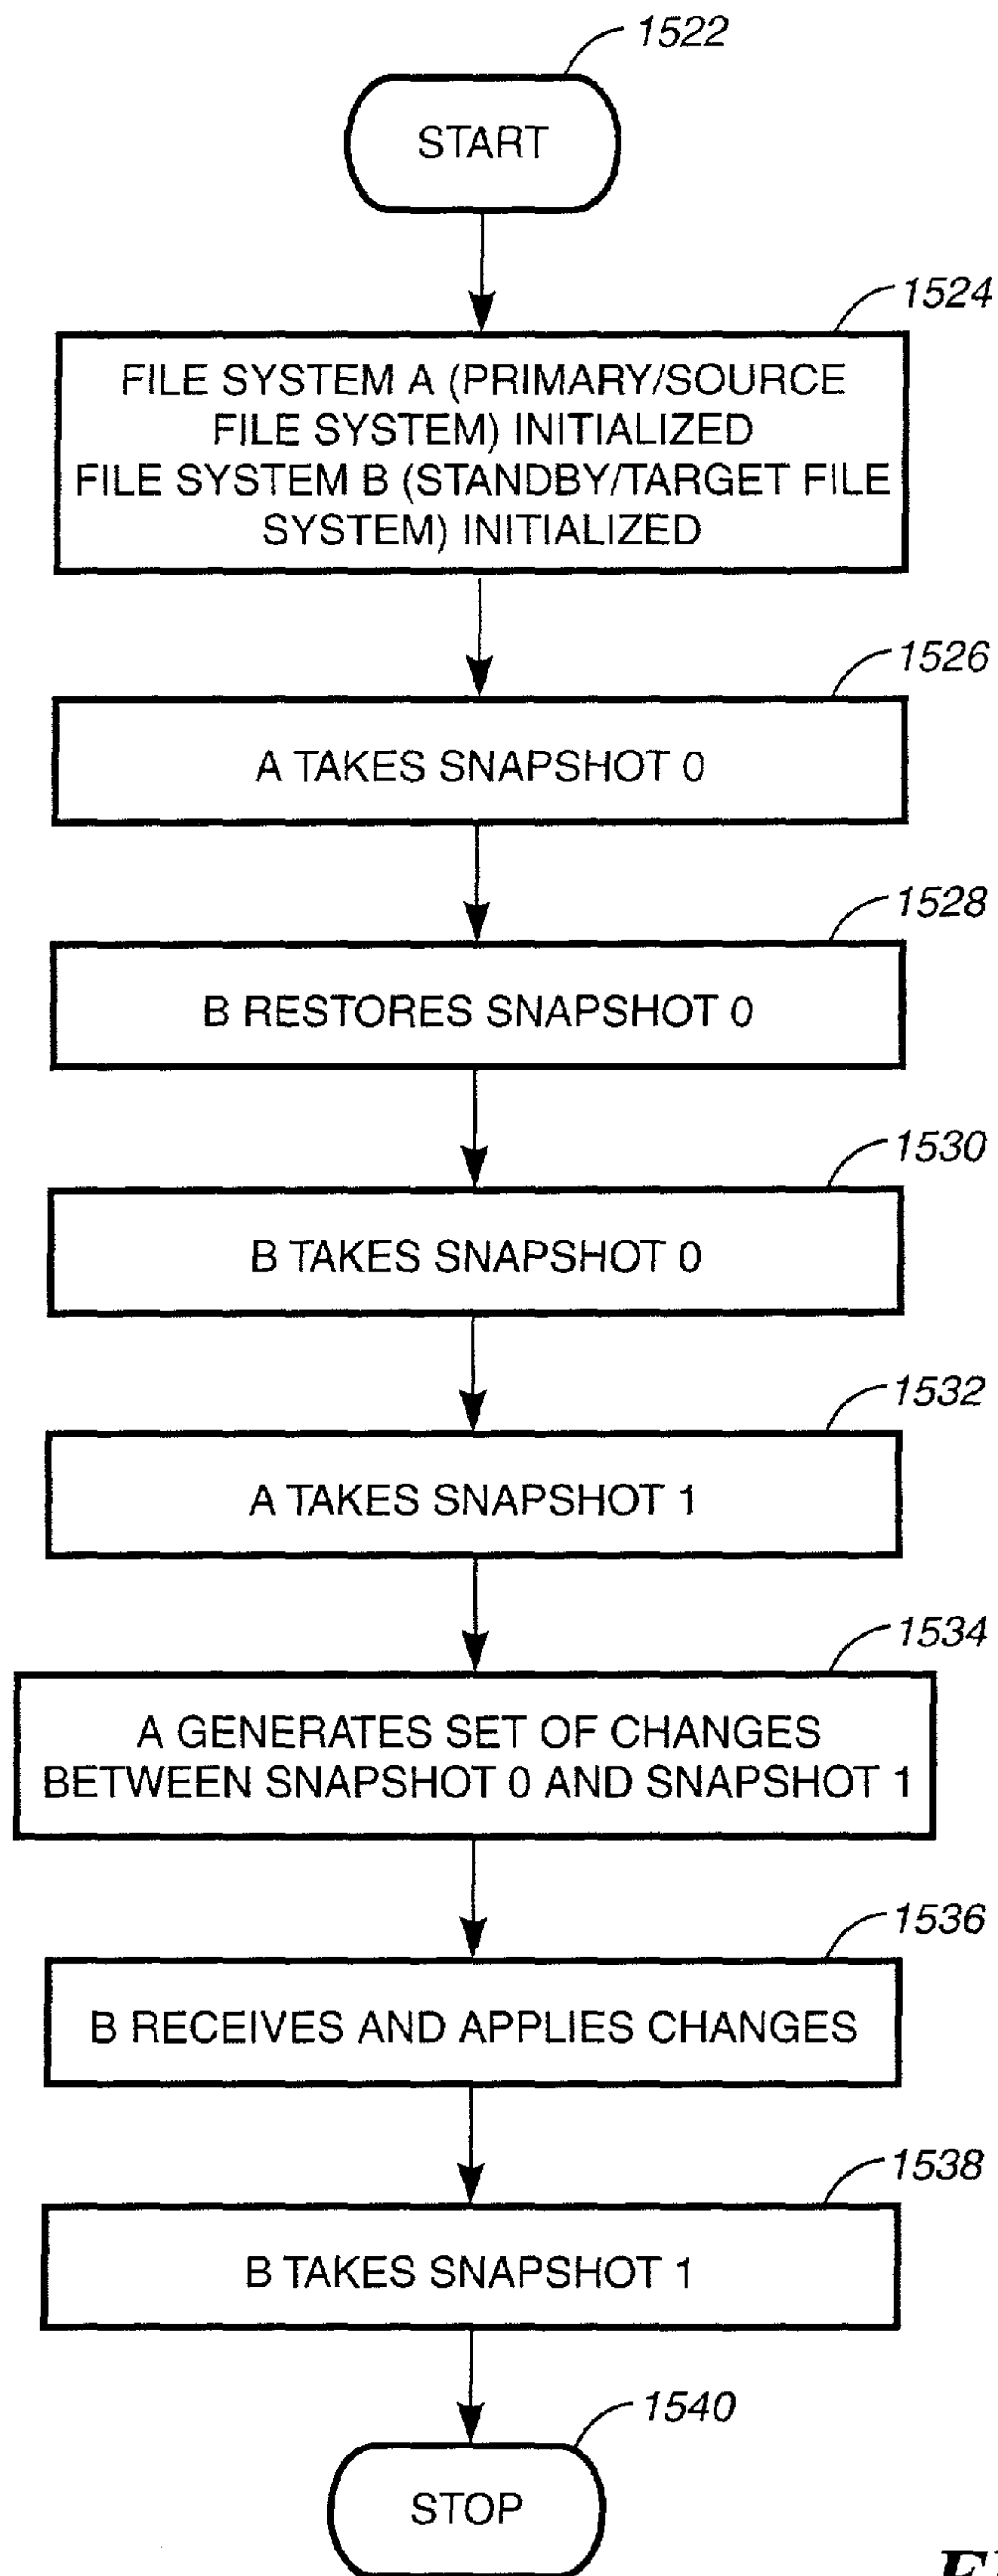 1522
START
1524
FILE SYSTEM A (PRIMARY/SOURCE
FILE SYSTEM) INITIALIZED
FILE SYSTEM B (STANDBY/TARGET FILE
SYSTEM) INITIALIZED
1526
A TAKES SNAPSHOT 0
1528
B RESTORES SNAPSHOT 0
1530
B TAKES SNAPSHOT 0
1532
A TAKES SNAPSHOT 1
1534
A GENERATES SET OF CHANGES
BETWEEN SNAPSHOT 0 AND SNAPSHOT 1
1536
B RECEIVES AND APPLIES CHANGES
1538
B TAKES SNAPSHOT 1
1540
STOP